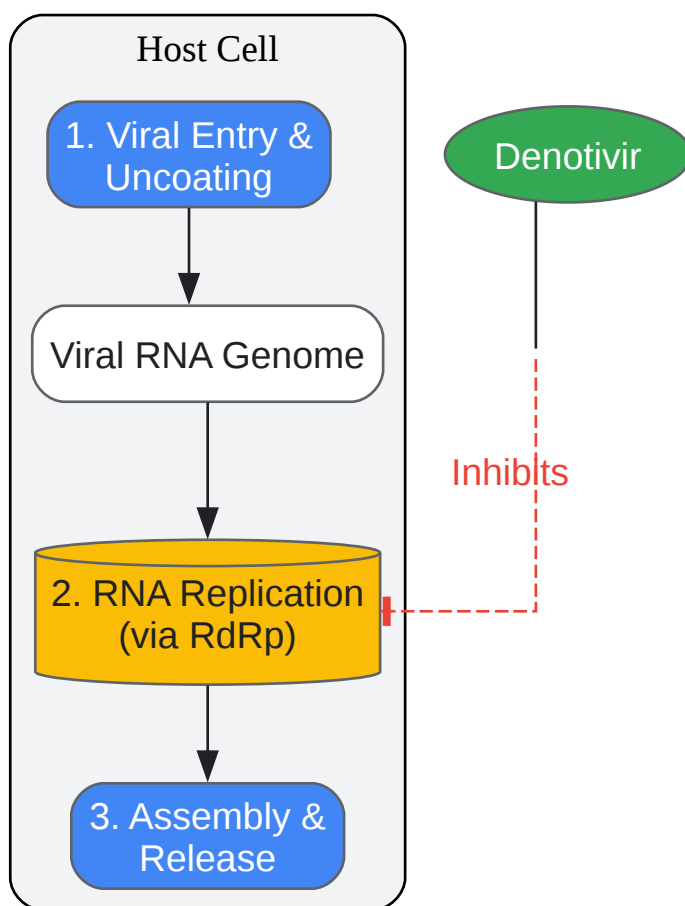 Host Cell
1. Viral Entry &
Uncoating
Denotivir
Viral RNA Genome
Inhibits
2. RNA Replication
(via RdRp)
3. Assembly &
Release